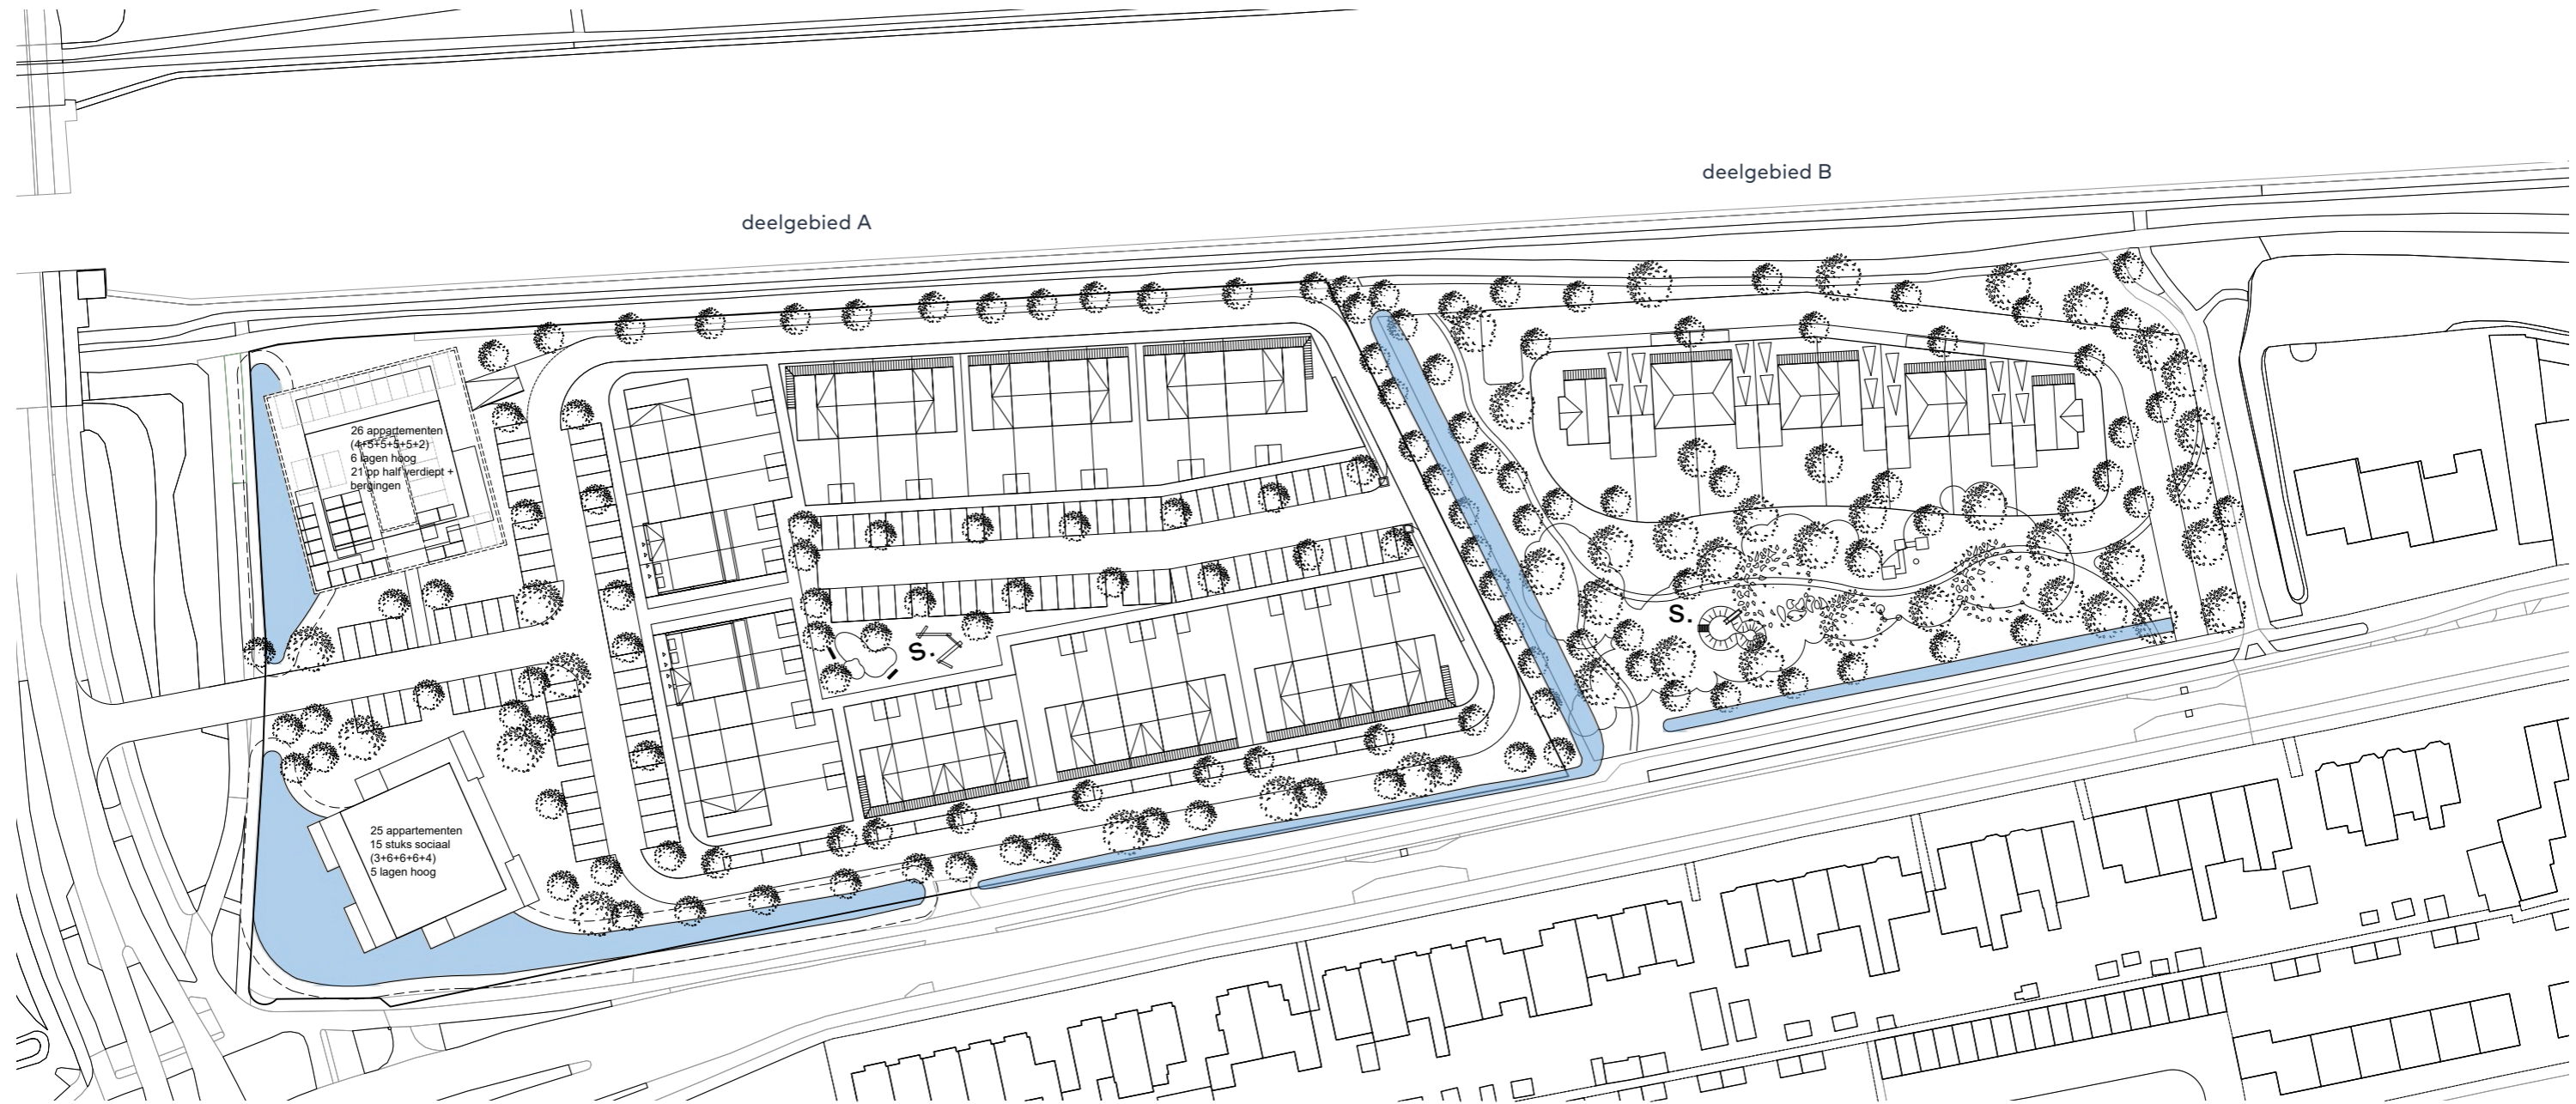 deelgebied B
deelgebied A
26 appartementen
(4+5+5+5+5+2)
6 lagen hoog
21 pp half verdiept +
bergingen
S.
S.
25 appartementen
15 stuks sociaal
(3+6+6+6+4)
5 lagen hoog